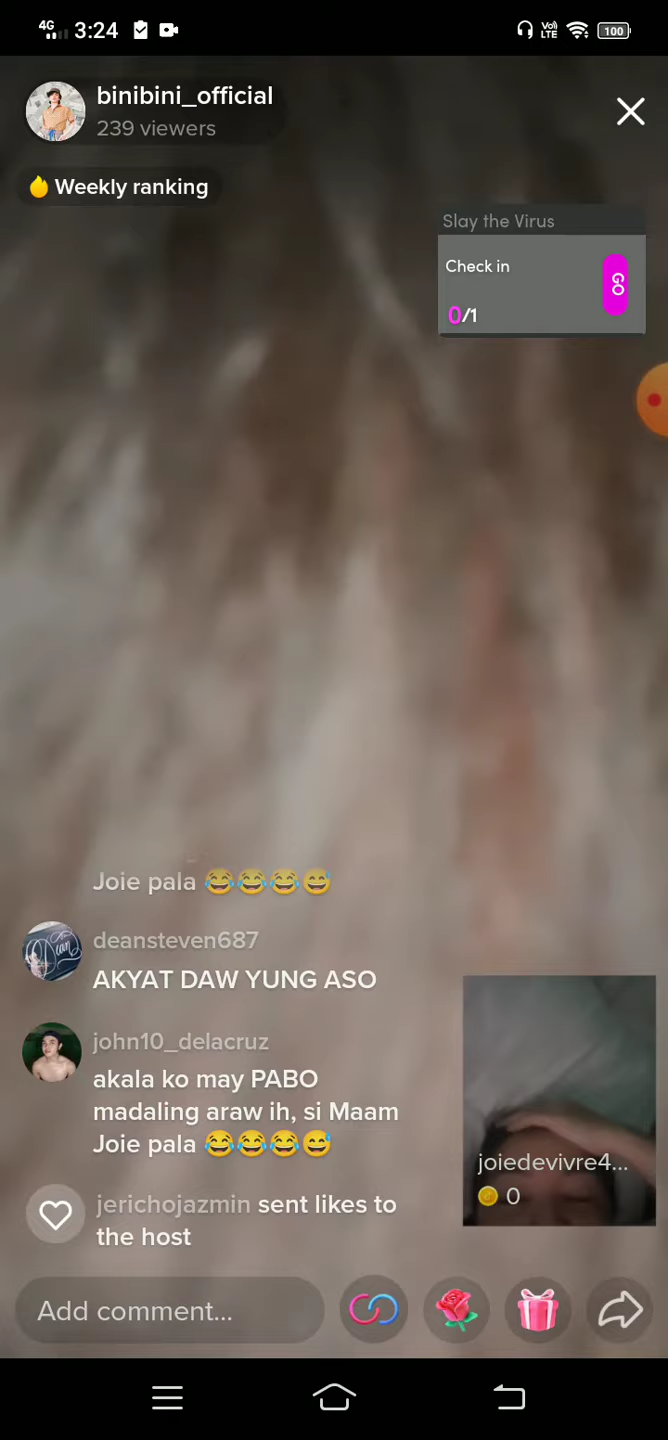 4G 3:24 Vol) LTE 100
binibini_official
239 viewers
Weekly ranking
Slay the Virus
Check in
GO
0/1
Joie pala 😂😂😂😅
deansteven687
AKYAT DAW YUNG ASO
john10_delacruz
akala ko may PABO
madaling araw ih, si Maam
Joie pala 😂😂😂😅
joiedevivre4...
0
jerichojazmin sent likes to
the host
Add comment...